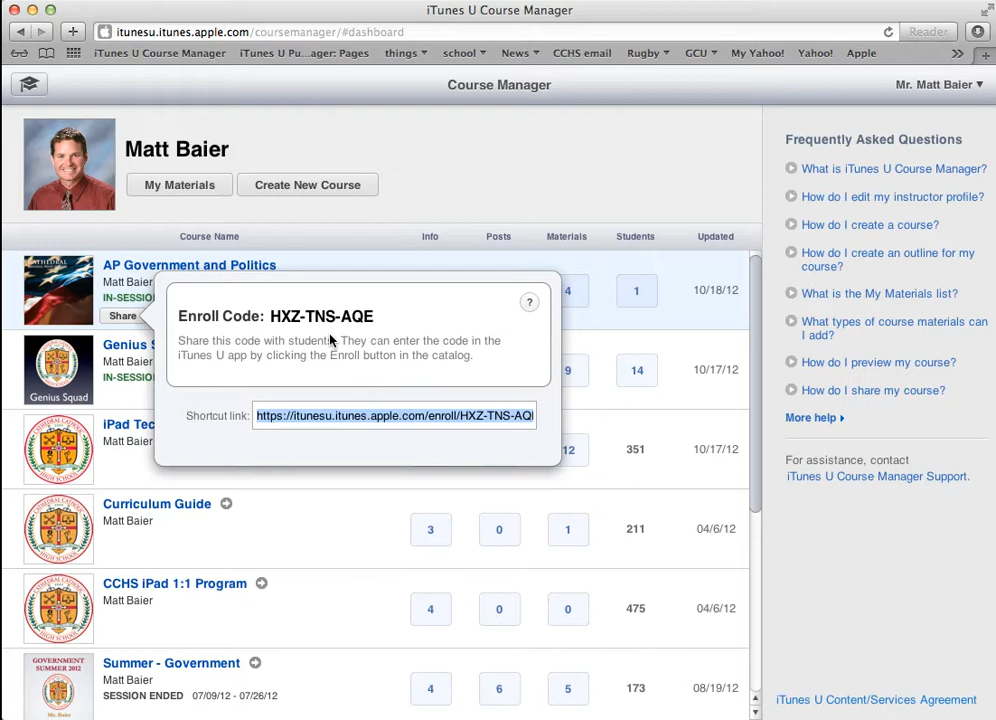 iTunes U Course Manager
itunesu.itunes.apple.com/coursemanager/#dashboard
Reader
iTunes U Course Manager
iTunes U Pu...ager: Pages
things
school
News
CCHS email
Rugby
GCU
My Yahoo!
Yahoo!
Apple
Course Manager
Mr. Matt Baier
Matt Baier
My Materials
Create New Course
Course Name
Info
Posts
Materials
Students
Updated
CATHEDRAL
AP Government and Politics
Matt Baier
IN-SESSIO
Share
4
1
10/18/12
Enroll Code: HXZ-TNS-AQE
?
Share this code with students. They can enter the code in the
iTunes U app by clicking the Enroll button in the catalog.
Shortcut link:
https://itunesu.itunes.apple.com/enroll/HXZ-TNS-AQ
Genius Squad
Genius S
Matt Baier
IN-SESSIO
9
14
10/17/12
iPad Tec
Matt Baier
12
351
10/17/12
Curriculum Guide
Matt Baier
3
0
1
211
04/6/12
CCHS iPad 1:1 Program
Matt Baier
4
0
0
475
04/6/12
GOVERNMENT
SUMMER 2012
Mr. Baier
Summer - Government
Matt Baier
SESSION ENDED 07/09/12 - 07/26/12
4
6
5
173
08/19/12
Frequently Asked Questions
What is iTunes U Course Manager?
How do I edit my instructor profile?
How do I create a course?
How do I create an outline for my
course?
What is the My Materials list?
What types of course materials can
I add?
How do I preview my course?
How do I share my course?
More help
For assistance, contact
iTunes U Course Manager Support.
iTunes U Content/Services Agreement